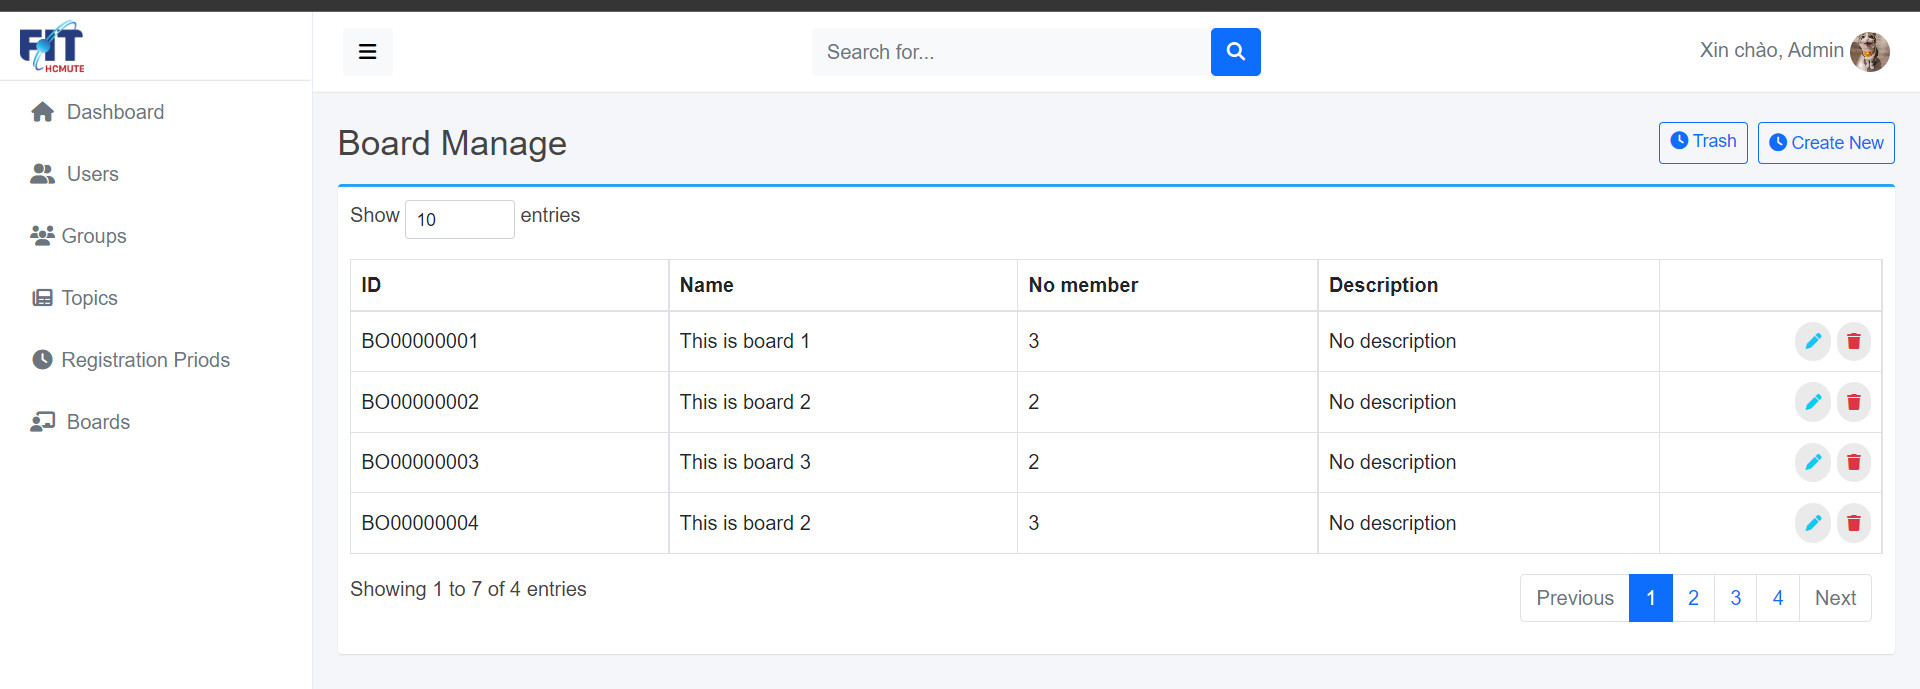 FIT
HCMUTE
Search for...
Xin chào, Admin
Dashboard
Users
Groups
Topics
Registration Priods
Boards
Board Manage
Trash
Create New
Show 10 entries
ID Name No member Description
BO00000001 This is board 1 3 No description
BO00000002 This is board 2 2 No description
BO00000003 This is board 3 2 No description
BO00000004 This is board 2 3 No description
Showing 1 to 7 of 4 entries
Previous 1 2 3 4 Next